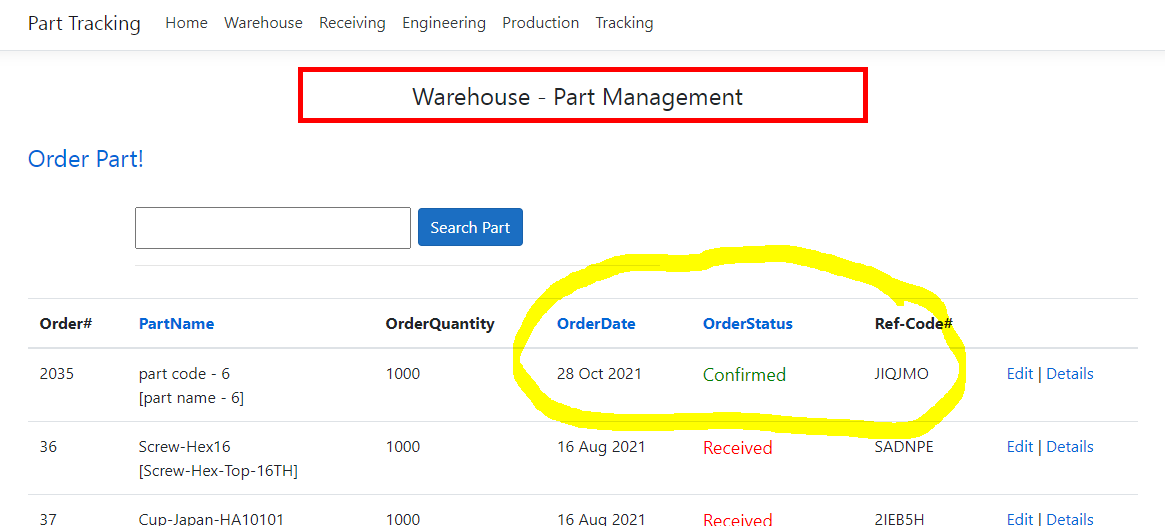 Part Tracking Home Warehouse Receiving Engineering Production Tracking
Warehouse - Part Management
Order Part!
Search Part
Order# PartName OrderQuantity OrderDate OrderStatus Ref-Code#
2035 part code - 6 1000 28 Oct 2021 Confirmed JIQJMO Edit | Details
[part name - 6]
36 Screw-Hex16 1000 16 Aug 2021 Received SADNPE Edit | Details
[Screw-Hex-Top-16TH]
37 Cup-Japan-HA10101 1000 16 Aug 2021 Received 2IEB5H Edit | Details